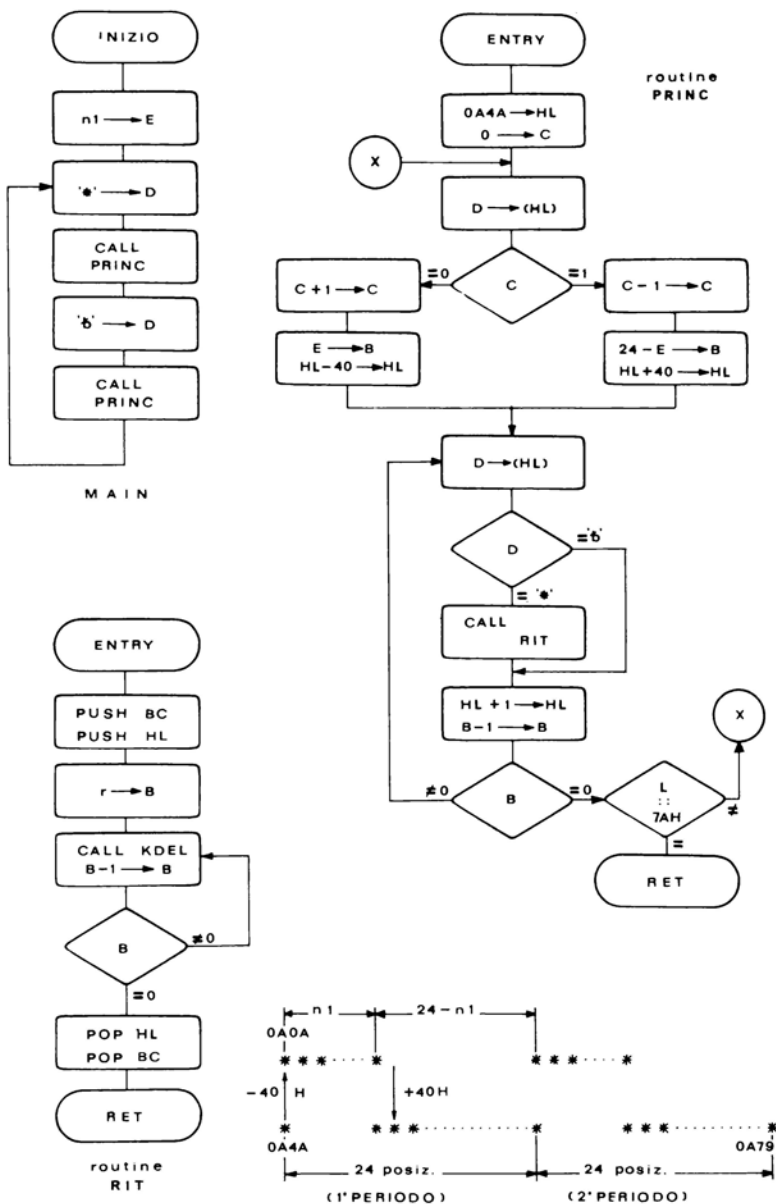 INIZIO
n1 → E
'*' → D
CALL
PRINC
'ƀ' → D
CALL
PRINC
MAIN
ENTRY
routine
PRINC
0A4A → HL
0 → C
X
D → (HL)
C
=0
=1
C+1 → C
C-1 → C
E → B
HL-40 → HL
24-E → B
HL+40 → HL
D → (HL)
D
='ƀ'
= '*'
CALL
RIT
HL+1 → HL
B-1 → B
B
≠0
=0
L
::
7AH
≠
=
X
RET
ENTRY
PUSH BC
PUSH HL
r → B
CALL KDEL
B-1 → B
B
≠0
=0
POP HL
POP BC
RET
routine
RIT
n1
24-n1
0A0A
* * * ····· *
* * * ····· *
-40 H
+40H
* * * * ·········· *
* * * ······ *
0A4A
0A79
24 posiz.
24 posiz.
(1° PERIODO)
(2° PERIODO)